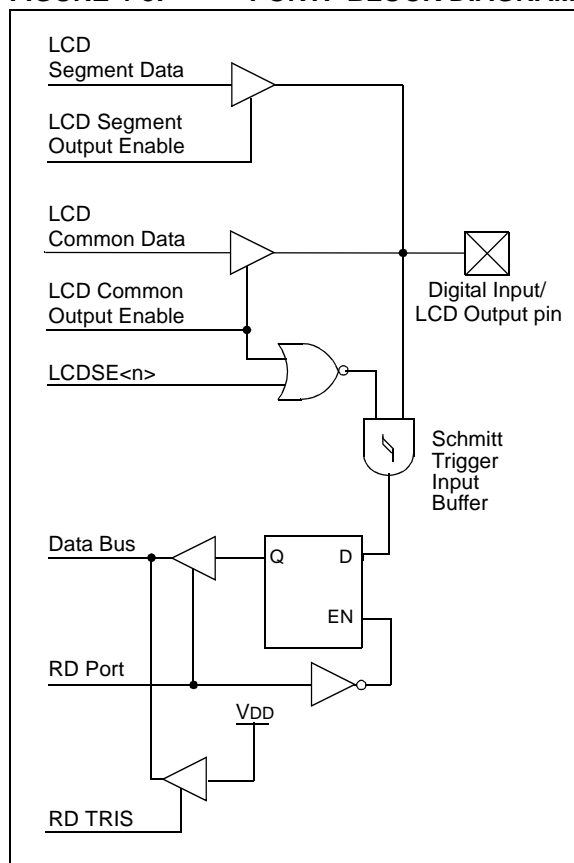 LCD
Segment Data
LCD Segment
Output Enable
LCD
Common Data
LCD Common
Output Enable
LCDSE<n>
Digital Input/
LCD Output pin
Schmitt
Trigger
Input
Buffer
Data Bus
Q
D
EN
RD Port
VDD
RD TRIS